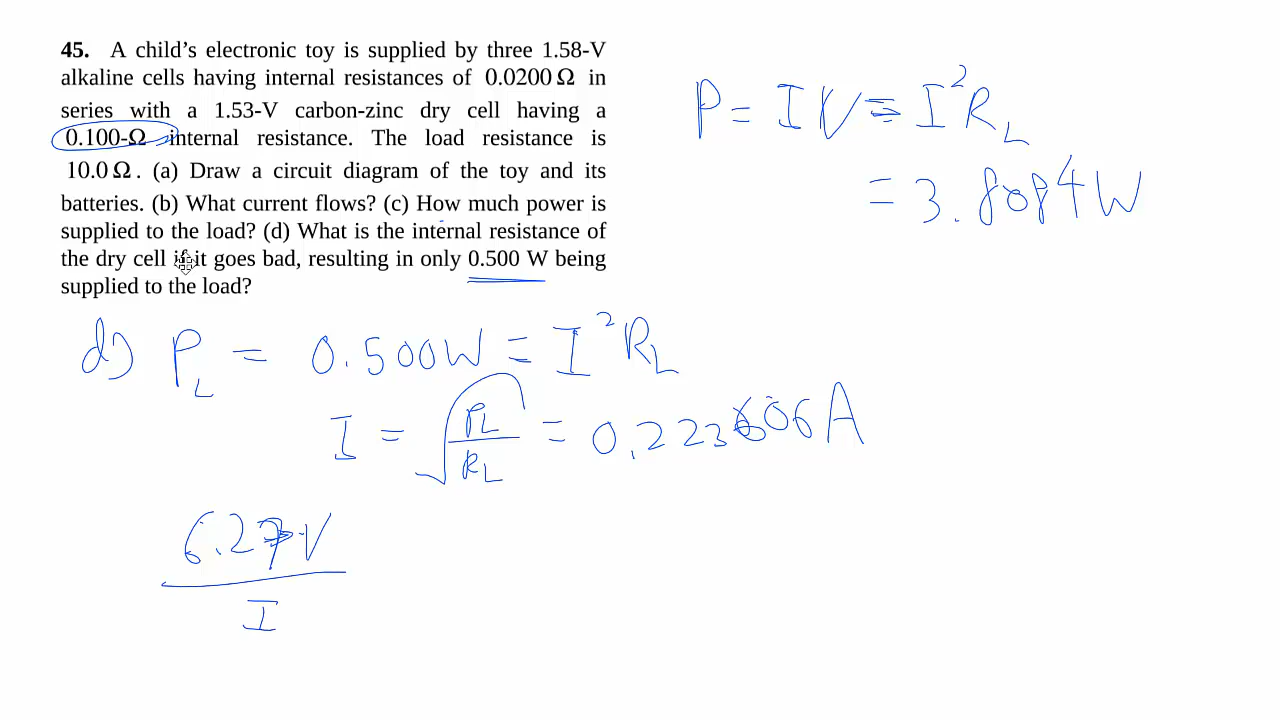 45. A child's electronic toy is supplied by three 1.58-V
alkaline cells having internal resistances of 0.0200 Ω in
series with a 1.53-V carbon-zinc dry cell having a
0.100-Ω internal resistance. The load resistance is
10.0 Ω. (a) Draw a circuit diagram of the toy and its
batteries. (b) What current flows? (c) How much power is
supplied to the load? (d) What is the internal resistance of
the dry cell if it goes bad, resulting in only 0.500 W being
supplied to the load?
P = IV = I²R_L
= 3.8084 W
d) P_L = 0.500W = I²R_L
I = √(P_L/R_L) = 0.223606 A
6.27 V
I